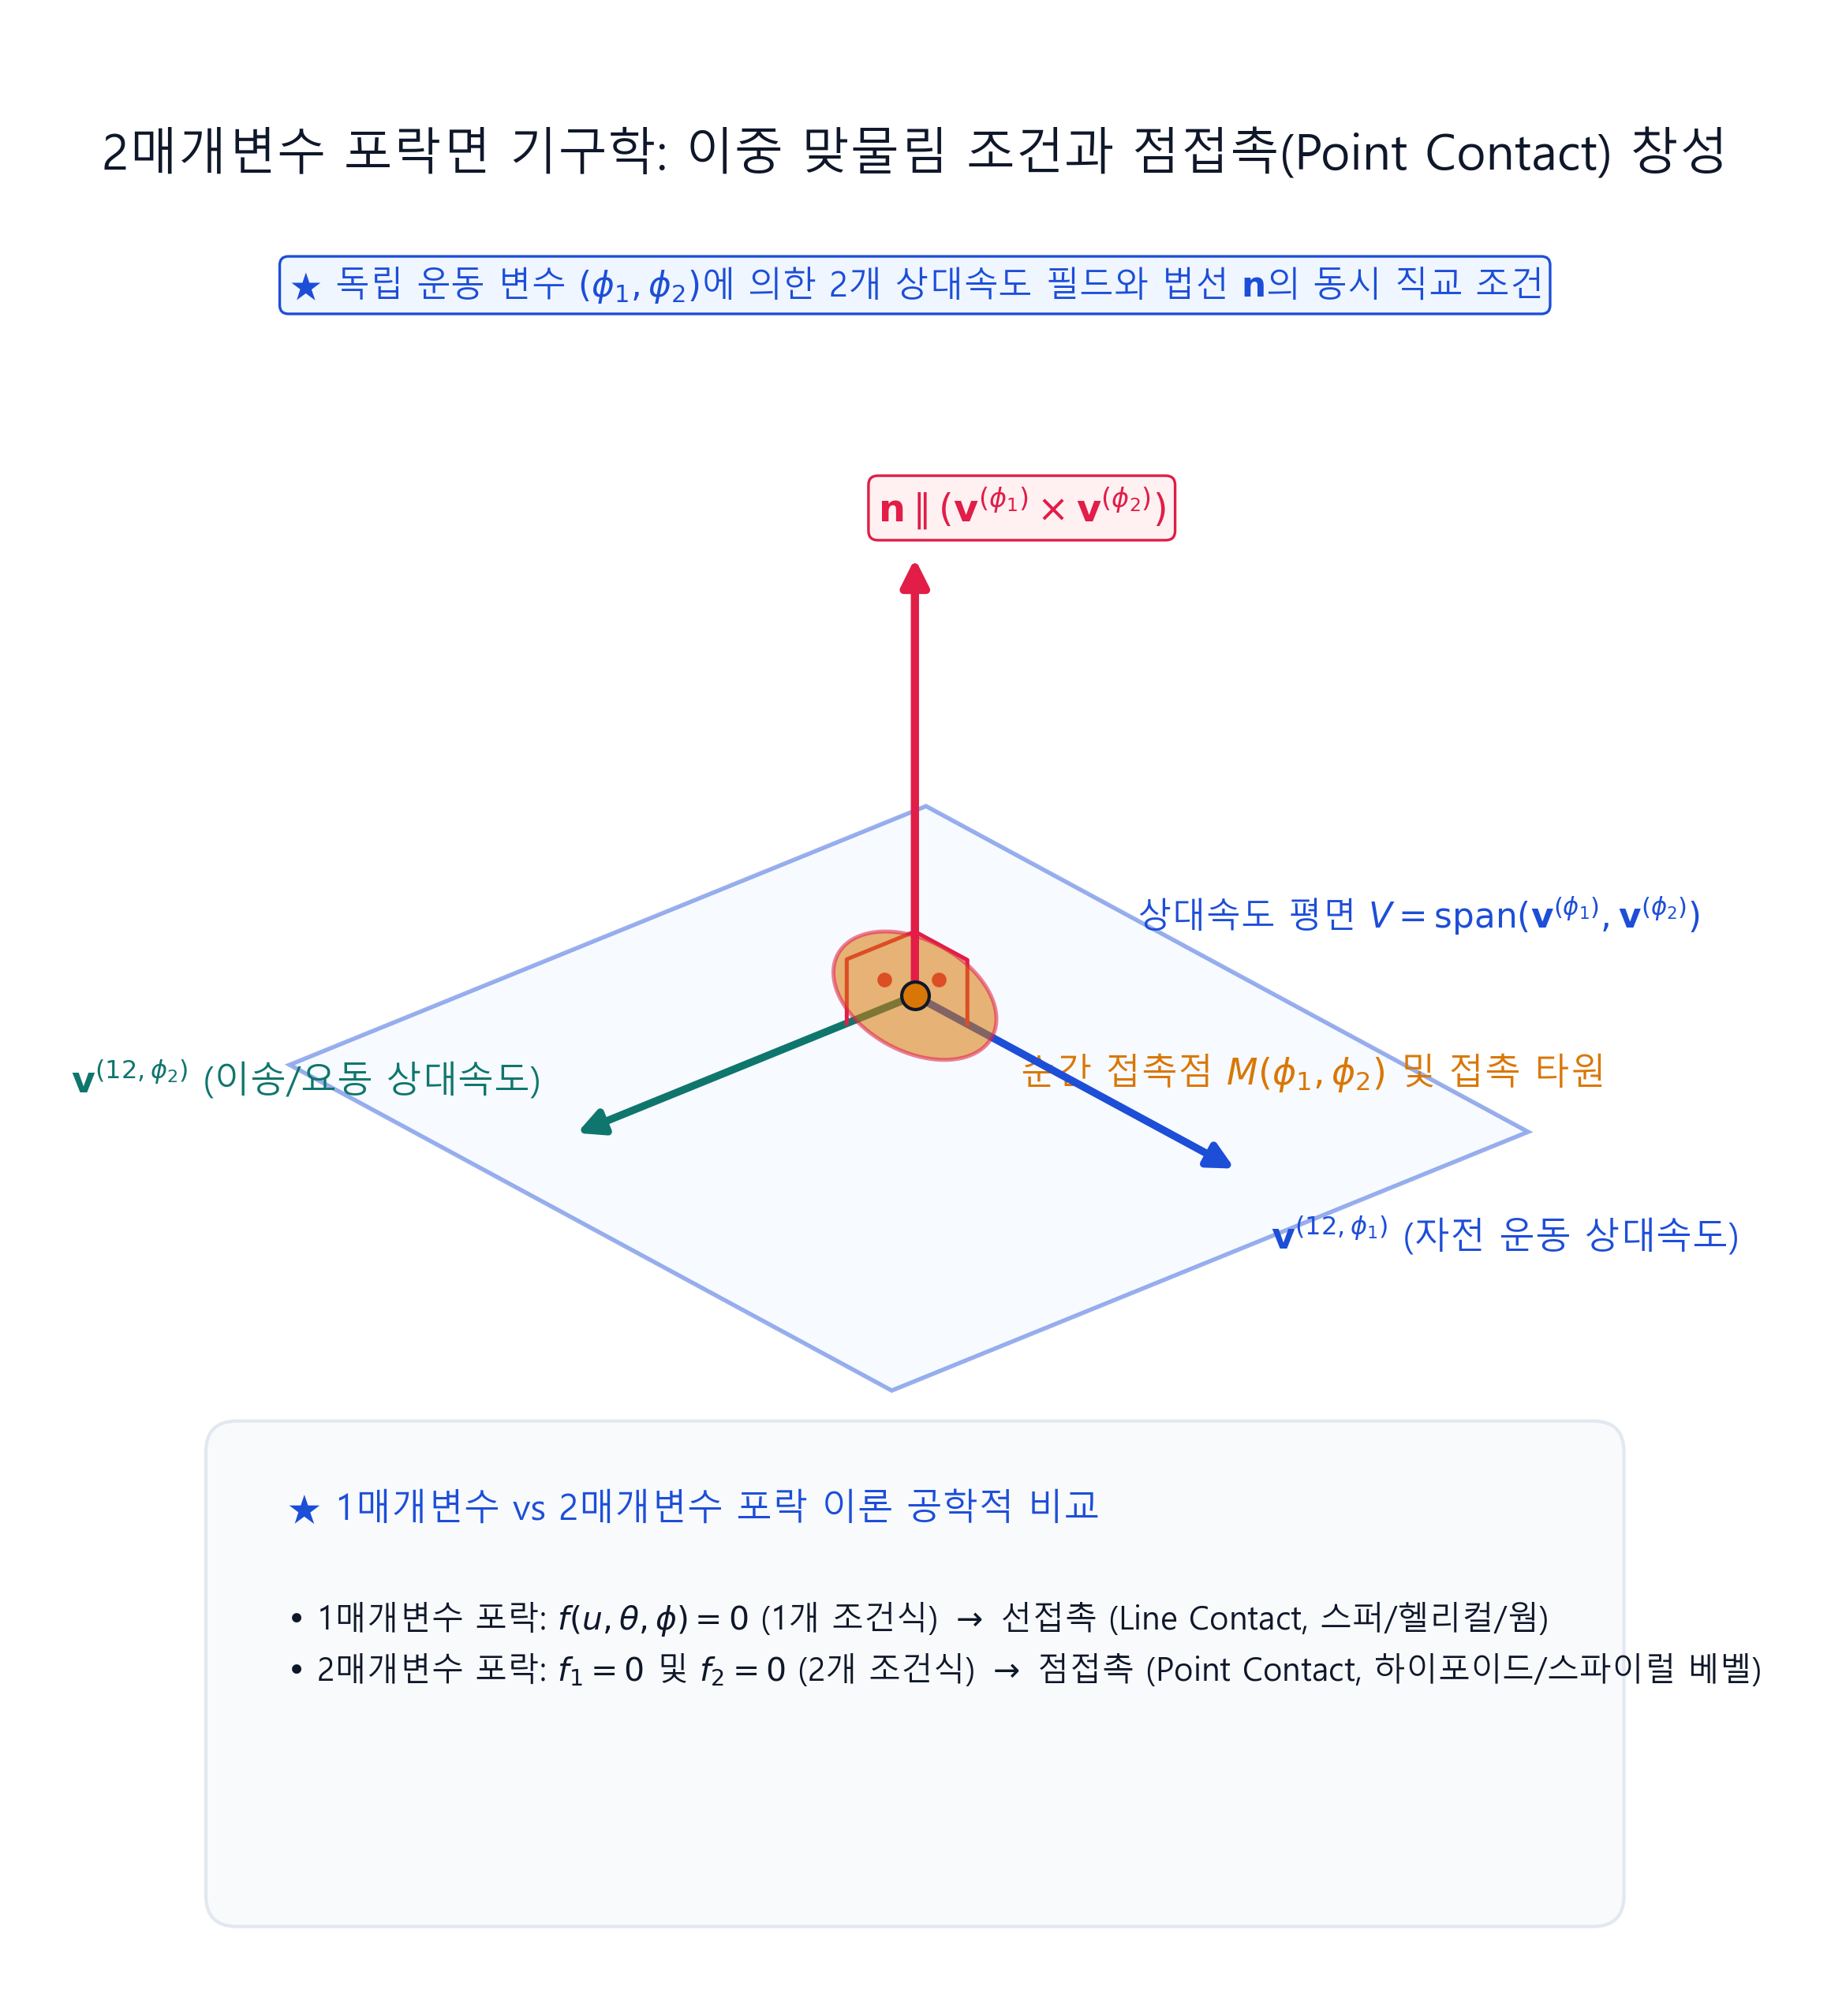 2매개변수 포락면 기구학: 이중 맞물림 조건과 점접촉(Point Contact) 창성
★ 독립 운동 변수 (ϕ₁, ϕ₂)에 의한 2개 상대속도 필드와 법선 n의 동시 직교 조건
n ∥ (v^(ϕ₁) × v^(ϕ₂))
상대속도 평면 V = span(v^(ϕ₁), v^(ϕ₂))
v^(12, ϕ₂) (이송/요동 상대속도)
순간 접촉점 M(ϕ₁, ϕ₂) 및 접촉 타원
v^(12, ϕ₁) (자전 운동 상대속도)
★ 1매개변수 vs 2매개변수 포락 이론 공학적 비교
• 1매개변수 포락: f(u, θ, ϕ) = 0 (1개 조건식) → 선접촉 (Line Contact, 스퍼/헬리컬/웜)
• 2매개변수 포락: f₁ = 0 및 f₂ = 0 (2개 조건식) → 점접촉 (Point Contact, 하이포이드/스파이럴 베벨)